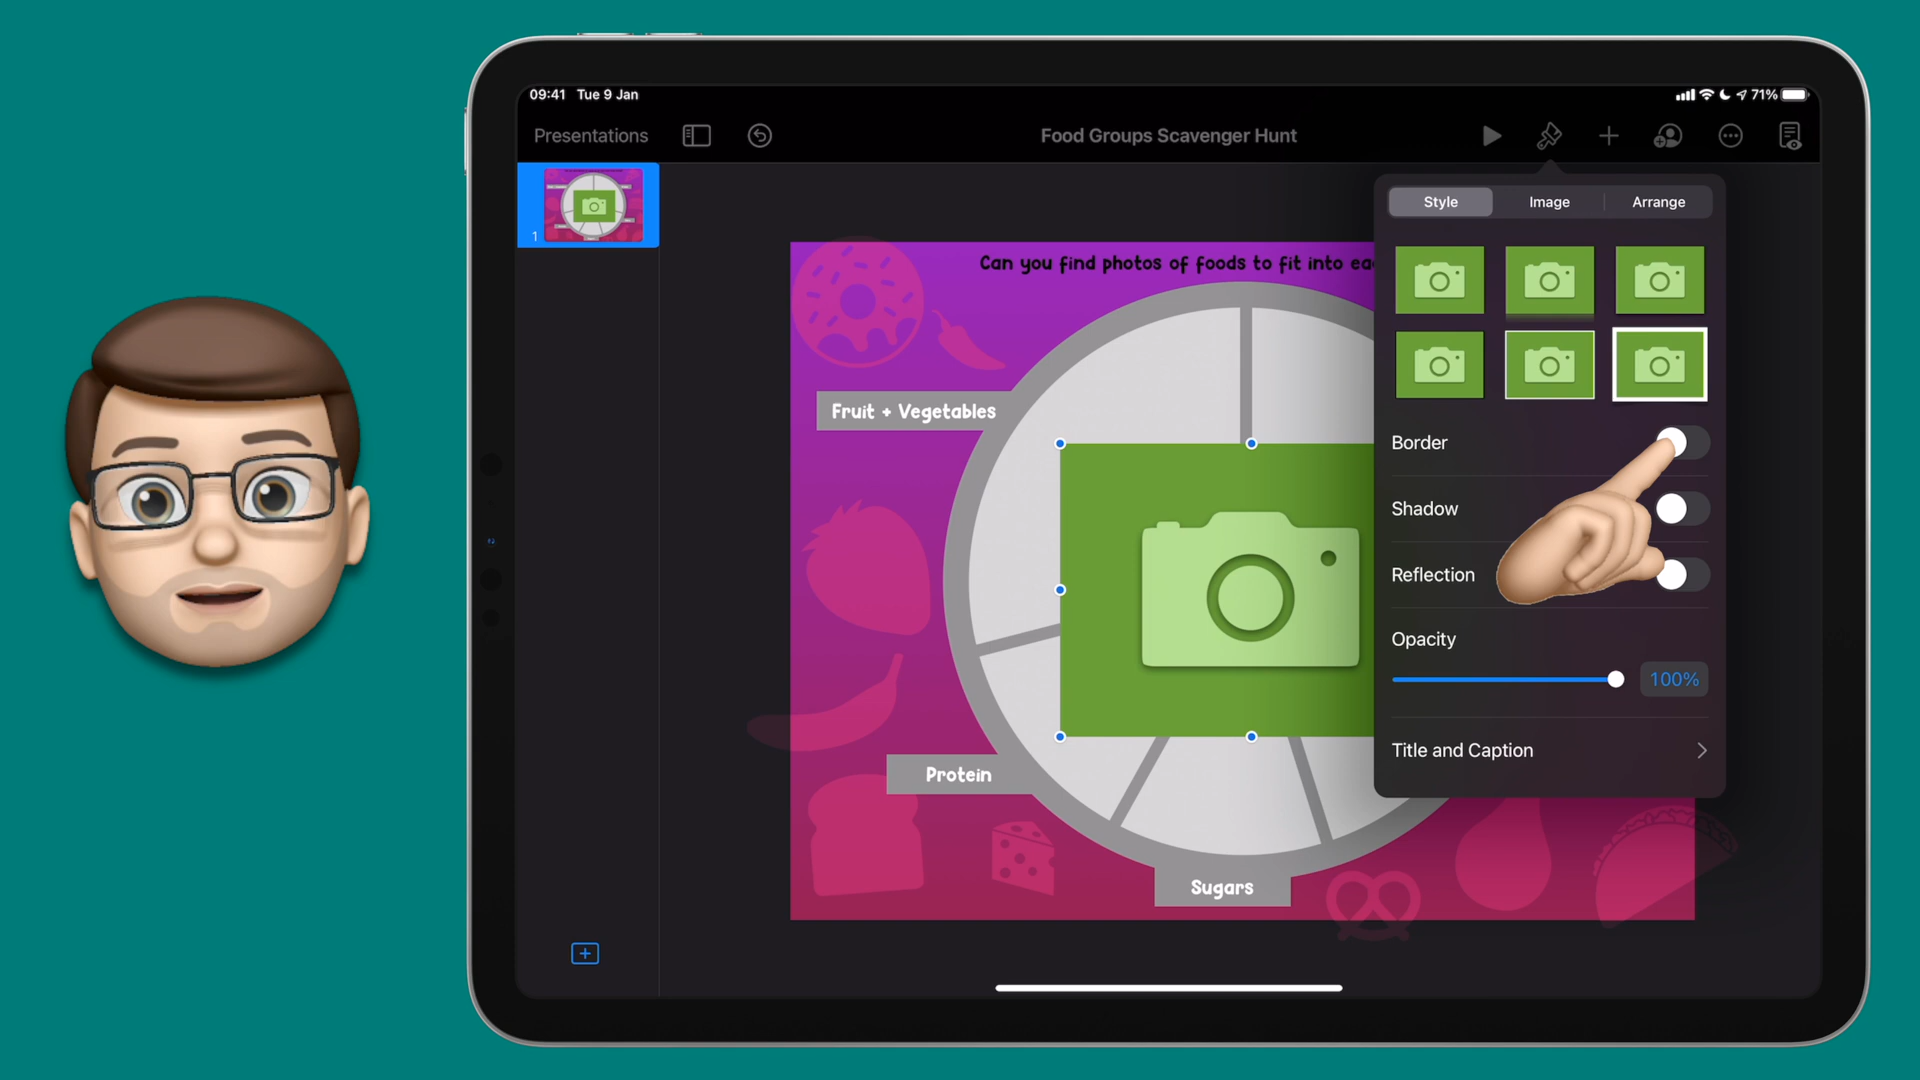 09:41 Tue 9 Jan
71%
Presentations
Food Groups Scavenger Hunt
Style
Image
Arrange
1
Can you find photos of foods to fit into ea
Fruit + Vegetables
Border
Shadow
Reflection
Opacity
100%
Title and Caption
Protein
Sugars